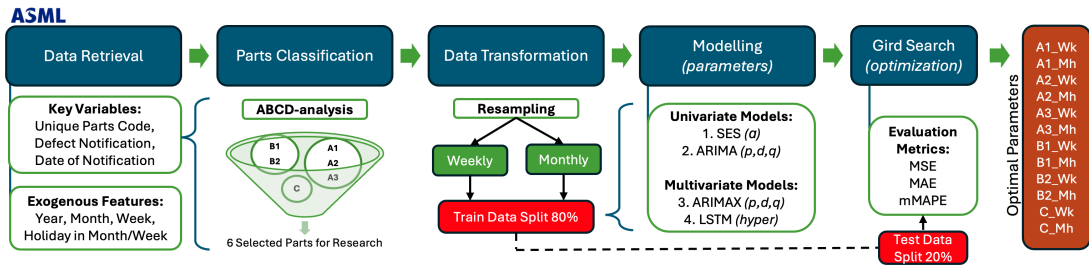 ASML
Data Retrieval
Parts Classification
Data Transformation
Modelling
(parameters)
Gird Search
(optimization)
Key Variables:
Unique Parts Code,
Defect Notification,
Date of Notification
Exogenous Features:
Year, Month, Week,
Holiday in Month/Week
ABCD-analysis
B1
B2
A1
A2
A3
C
6 Selected Parts for Research
Resampling
Weekly
Monthly
Train Data Split 80%
Univariate Models:
1. SES (α)
2. ARIMA (p,d,q)
Multivariate Models:
3. ARIMAX (p,d,q)
4. LSTM (hyper)
Evaluation
Metrics:
MSE
MAE
mMAPE
Test Data
Split 20%
Optimal Parameters
A1_Wk
A1_Mh
A2_Wk
A2_Mh
A3_Wk
A3_Mh
B1_Wk
B1_Mh
B2_Wk
B2_Mh
C_Wk
C_Mh